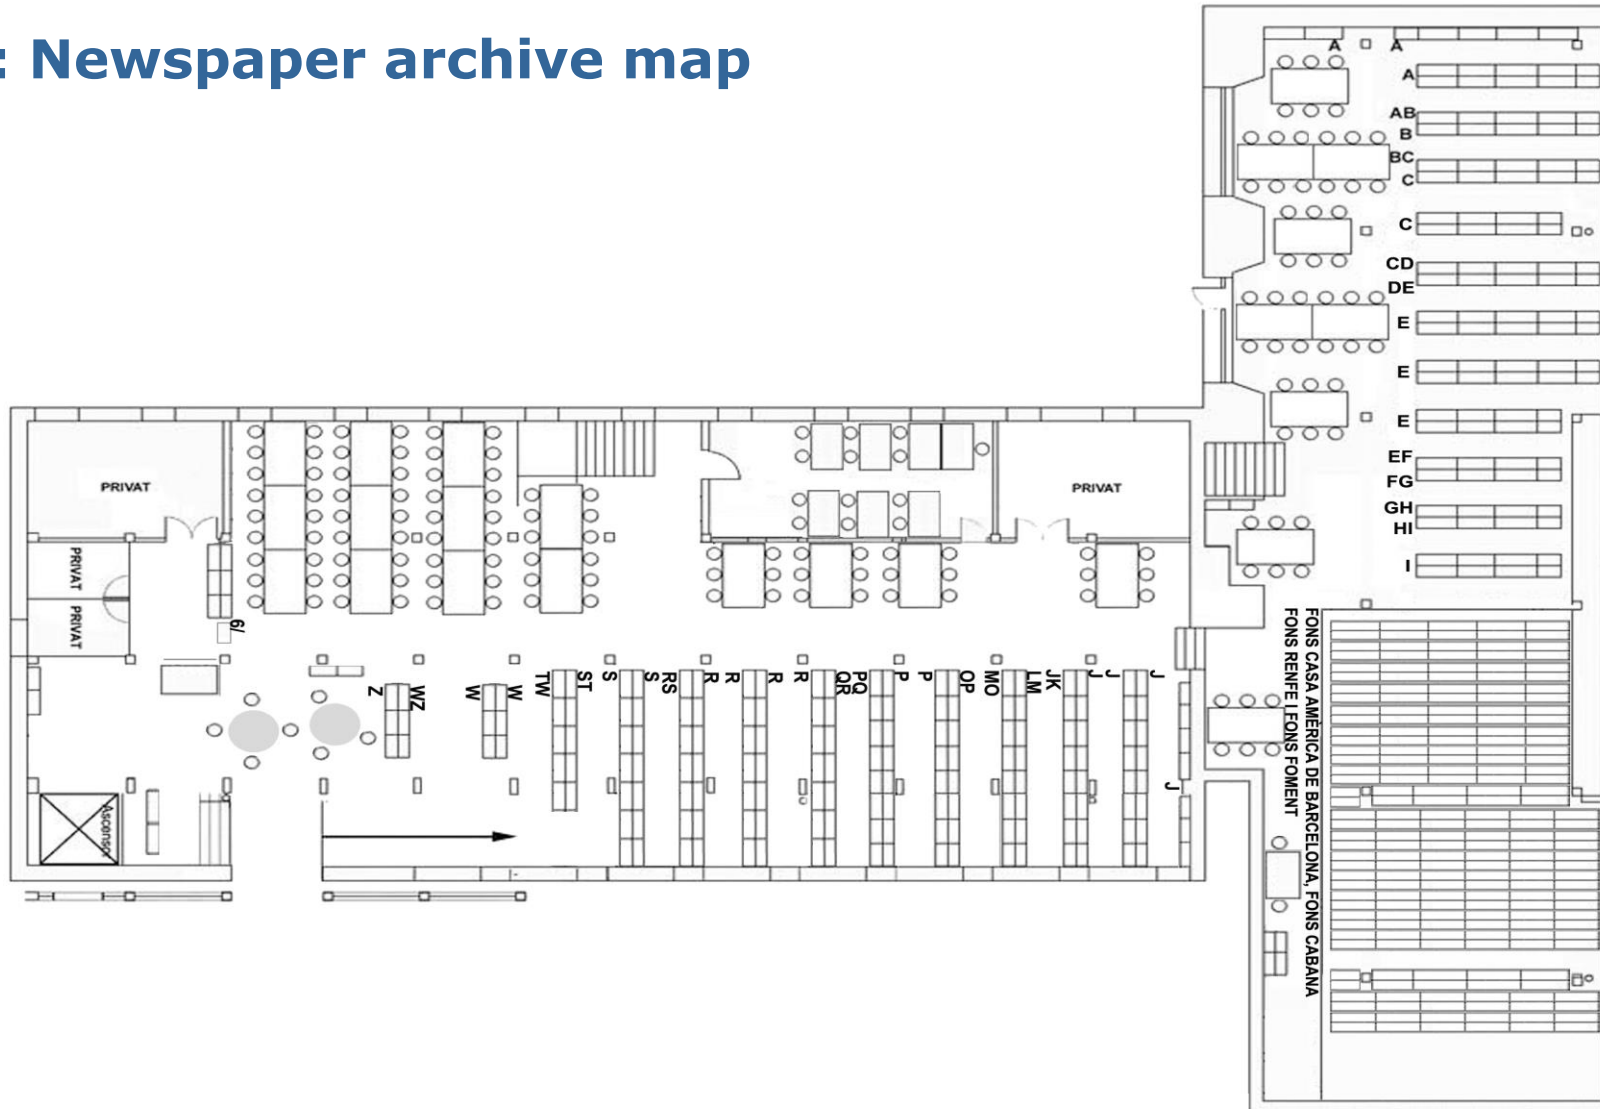 : Newspaper archive map
A A
A
AB
B
BC
C
C
CD
DE
E
E
E
EF
FG
GH
HI
I
PRIVAT
PRIVAT
PRIVAT
PRIVAT
6/
Z
WZ
W
W
TW
ST
S
S
RS
R
R
R
R
QR
PQ
P
P
OP
MO
LM
JK
J
J
J
J
Ascensor
FONS CASA AMÈRICA DE BARCELONA, FONS CABANA
FONS RENFE I FONS FOMENT